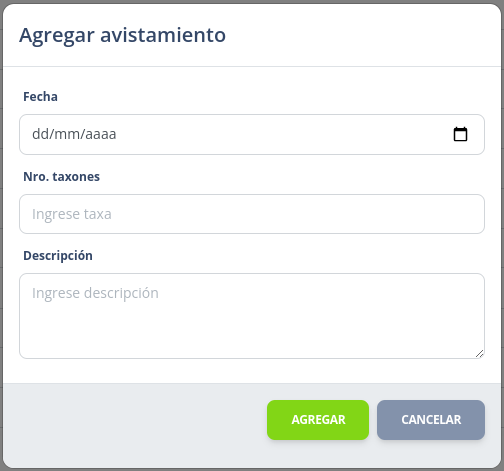 Agregar avistamiento
Fecha
dd/mm/aaaa
Nro. taxones
Ingrese taxa
Descripción
Ingrese descripción
AGREGAR CANCELAR